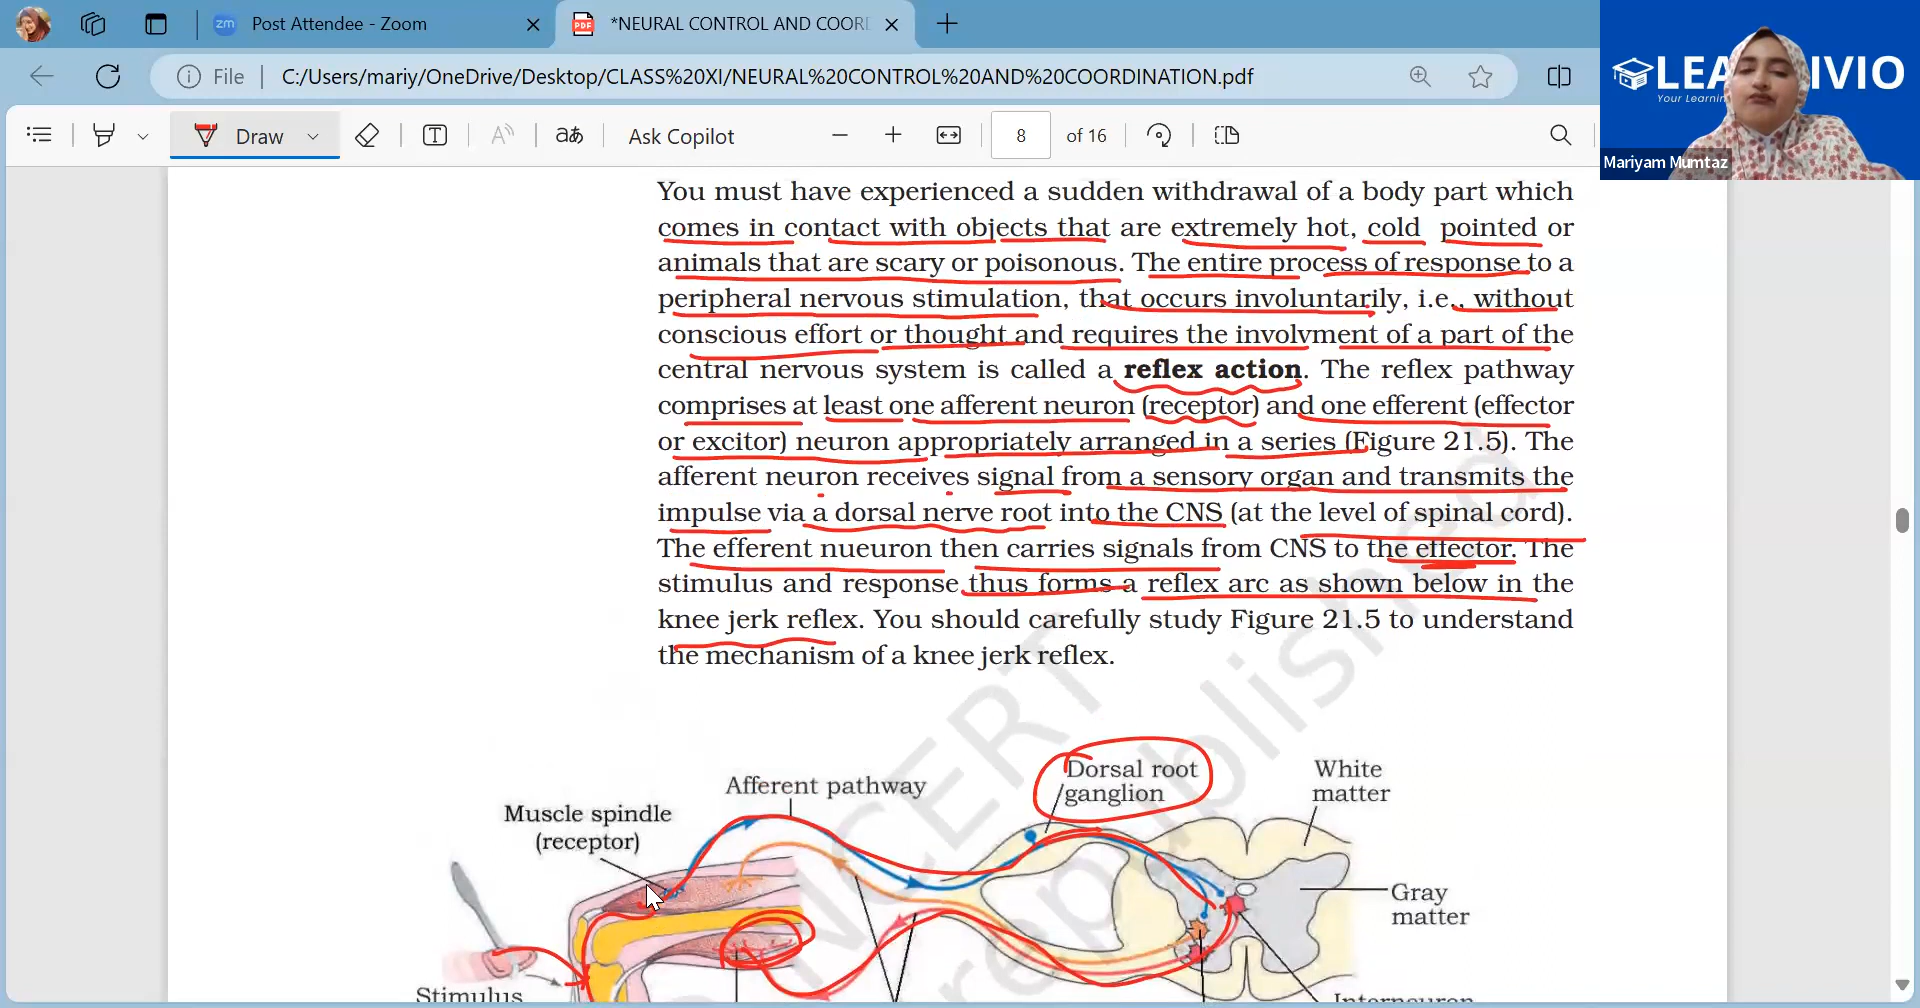 zm Post Attendee - Zoom
PDF *NEURAL CONTROL AND COORD
File
C:/Users/mariy/OneDrive/Desktop/CLASS%20XI/NEURAL%20CONTROL%20AND%20COORDINATION.pdf
Draw
T
A
aあ
Ask Copilot
8 of 16
Your Learnin
Mariyam Mumtaz
You must have experienced a sudden withdrawal of a body part which
comes in contact with objects that are extremely hot, cold pointed or
animals that are scary or poisonous. The entire process of response to a
peripheral nervous stimulation, that occurs involuntarily, i.e., without
conscious effort or thought and requires the involvment of a part of the
central nervous system is called a reflex action. The reflex pathway
comprises at least one afferent neuron (receptor) and one efferent (effector
or excitor) neuron appropriately arranged in a series (Figure 21.5). The
afferent neuron receives signal from a sensory organ and transmits the
impulse via a dorsal nerve root into the CNS (at the level of spinal cord).
The efferent nueuron then carries signals from CNS to the effector. The
stimulus and response thus forms a reflex arc as shown below in the
knee jerk reflex. You should carefully study Figure 21.5 to understand
the mechanism of a knee jerk reflex.
Afferent pathway
Dorsal root
ganglion
White
matter
Muscle spindle
(receptor)
Gray
matter
Stimulus
Interneuron
NCERT
republished